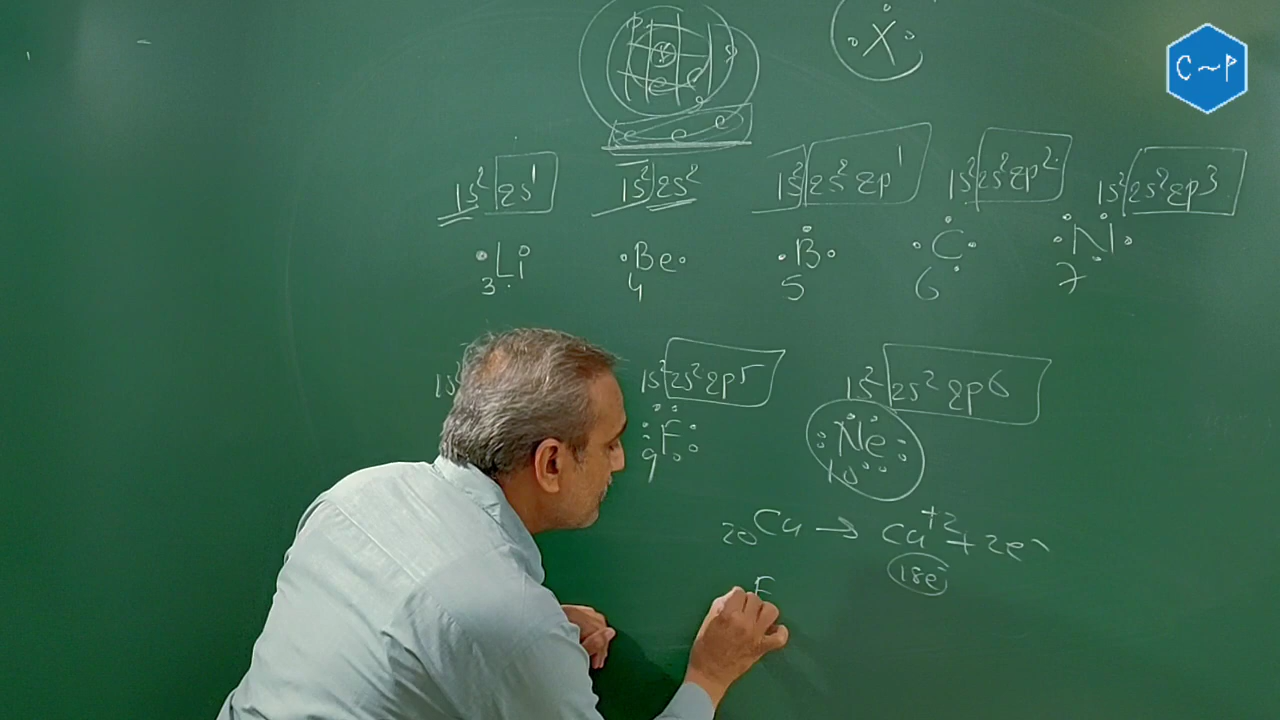 C~P
X
e e e
1s² 2s¹ 1s² 2s² 1s² 2s² 2p¹ 1s² 2s² 2p² 1s² 2s² 2p³
Li Be B C N
3 4 5 6 7
1s 1s² 2s² 2p⁵ 1s² 2s² 2p⁶
F Ne
9 10
20Ca → Ca⁺² + 2e⁻
18e⁻
F